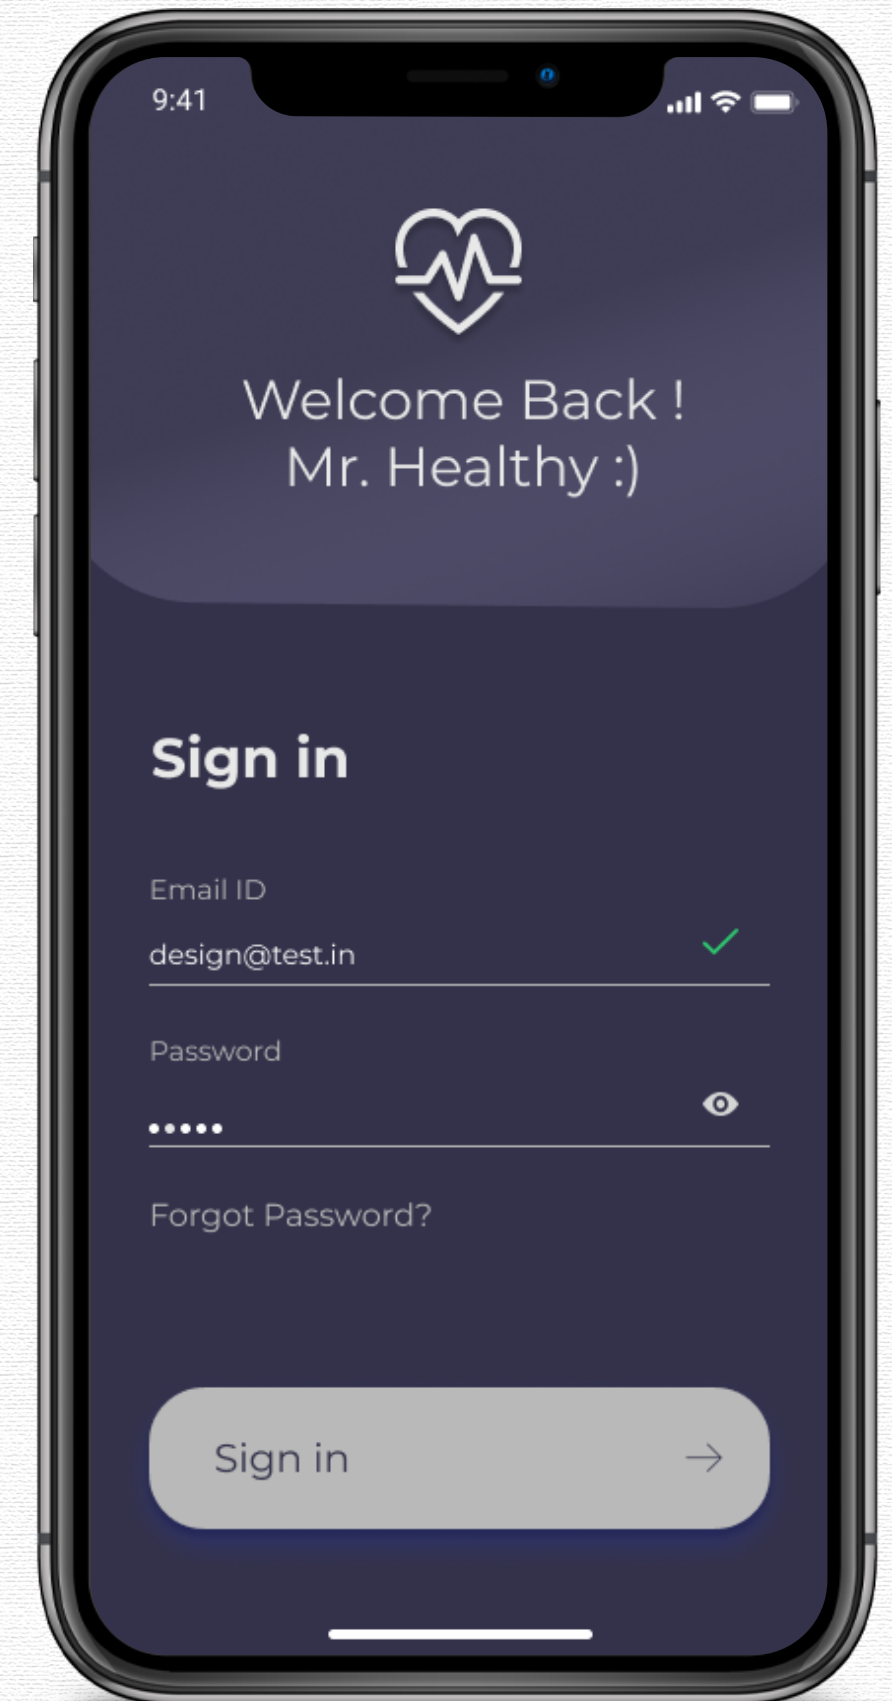 9:41
Welcome Back !
Mr. Healthy :)
Sign in
Email ID
design@test.in
Password
•••••
Forgot Password?
Sign in